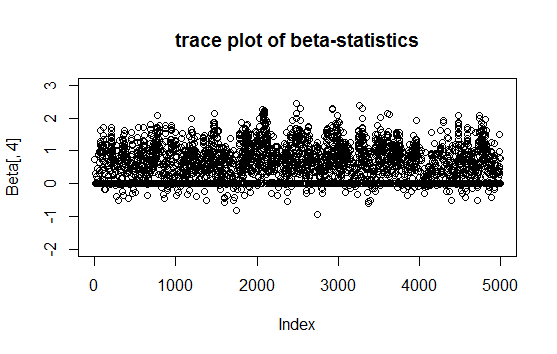 trace plot of beta-statistics
3
2
1
0
-1
-2
Beta[, 4]
0 1000 2000 3000 4000 5000
Index